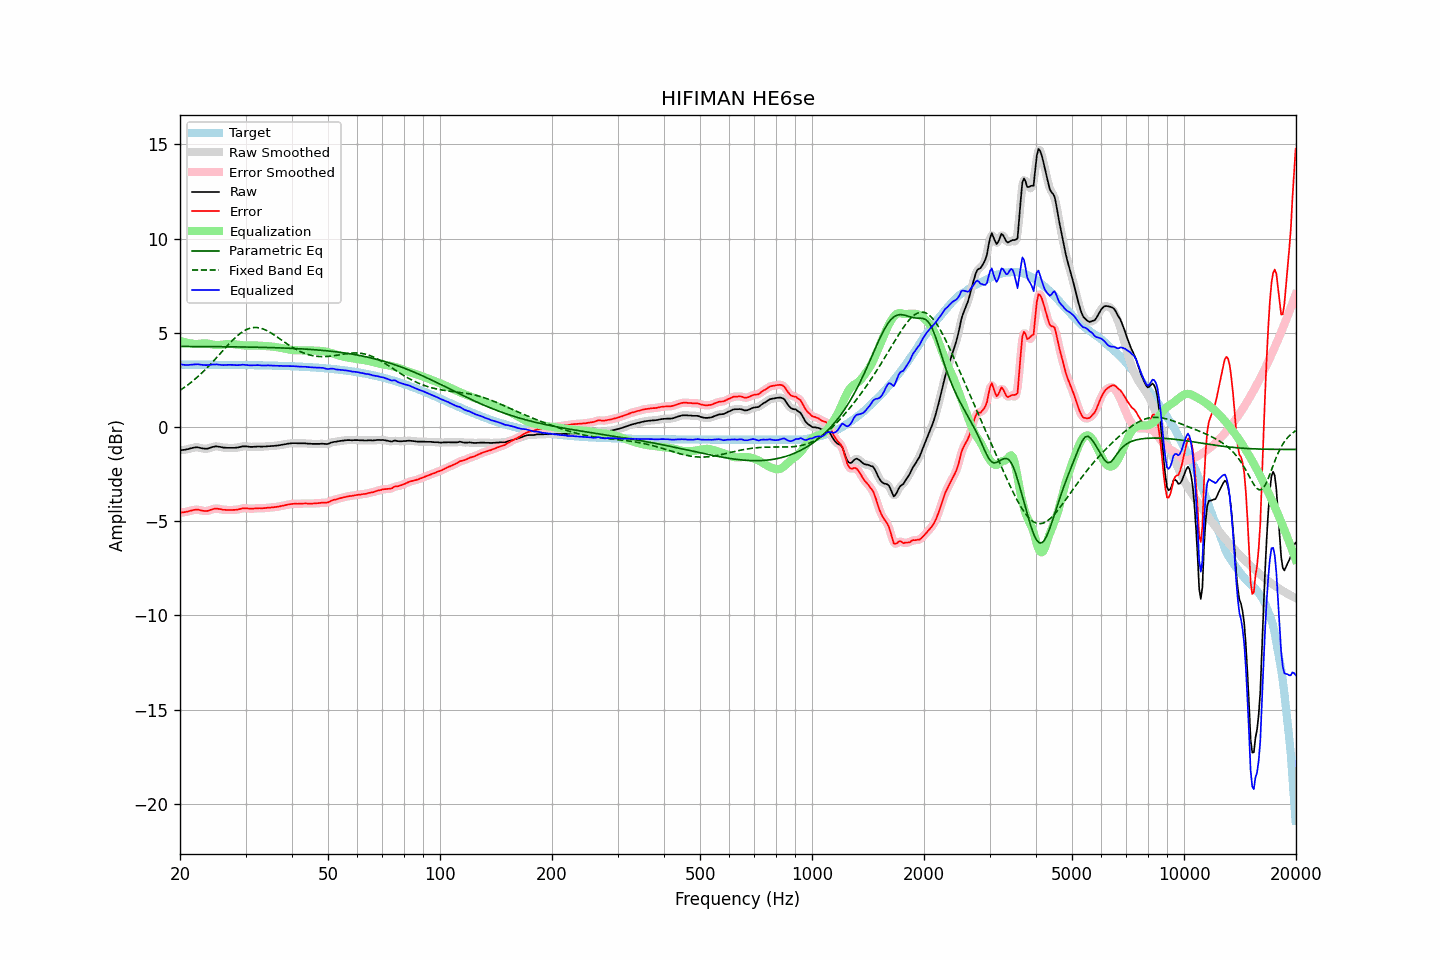 HIFIMAN HE6se
Target
Raw Smoothed
Error Smoothed
Raw
Error
Equalization
Parametric Eq
Fixed Band Eq
Equalized
15
10
5
0
−5
−10
−15
−20
Amplitude (dBr)
20
50
100
200
500
1000
2000
5000
10000
20000
Frequency (Hz)